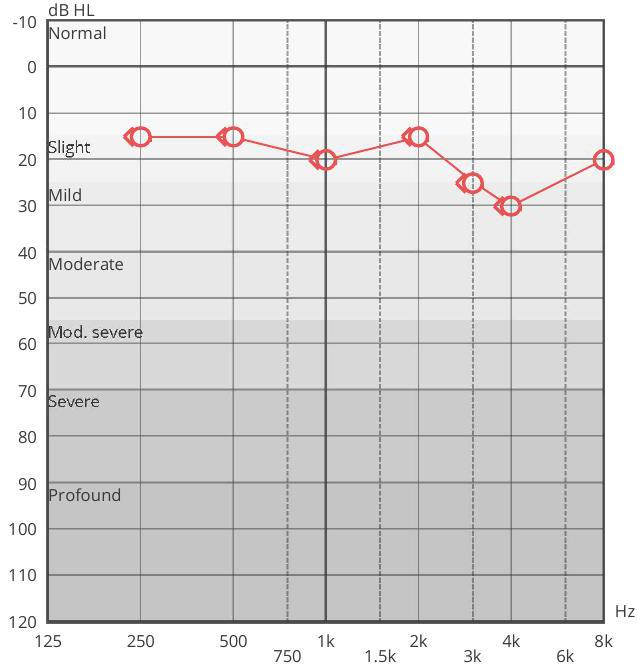 dB HL
-10
Normal
0
10
Slight
20
Mild
30
40
Moderate
50
Mod. severe
60
70
Severe
80
90
Profound
100
110
120
Hz
125 250 500 1k 2k 4k 8k
750 1.5k 3k 6k